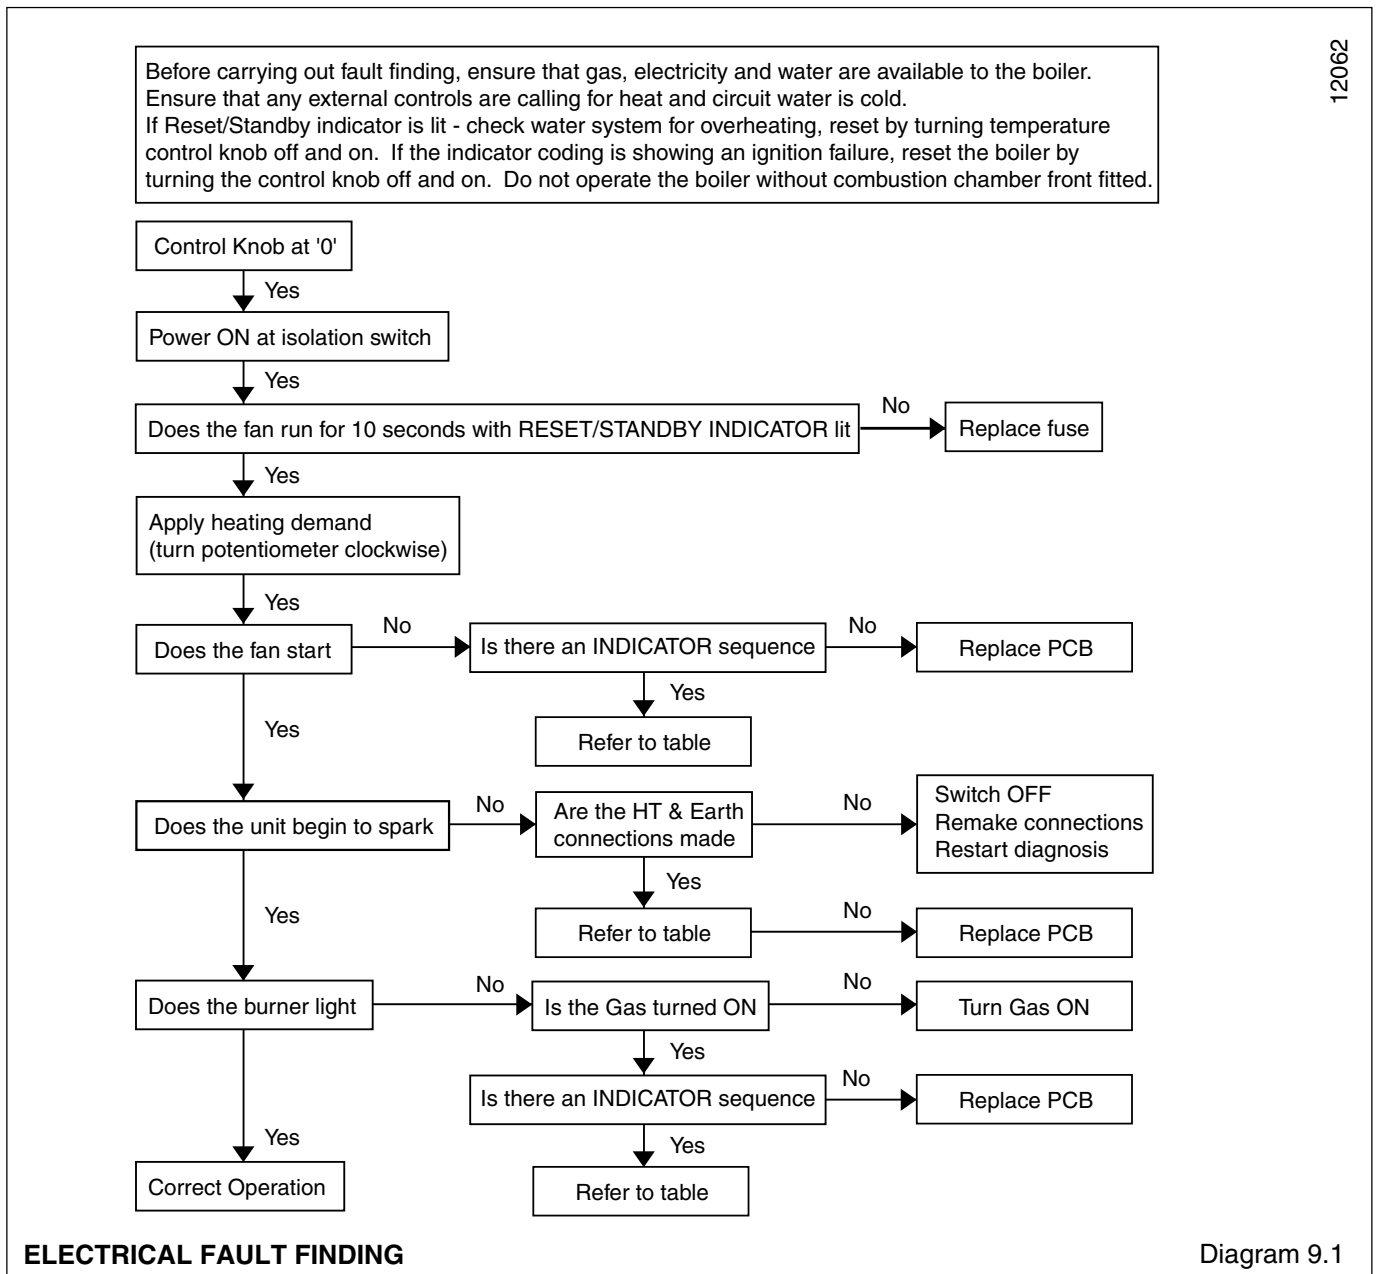 12062
Before carrying out fault finding, ensure that gas, electricity and water are available to the boiler.
Ensure that any external controls are calling for heat and circuit water is cold.
If Reset/Standby indicator is lit - check water system for overheating, reset by turning temperature
control knob off and on. If the indicator coding is showing an ignition failure, reset the boiler by
turning the control knob off and on. Do not operate the boiler without combustion chamber front fitted.
Control Knob at '0'
Yes
Power ON at isolation switch
Yes
Does the fan run for 10 seconds with RESET/STANDBY INDICATOR lit
No
Replace fuse
Yes
Apply heating demand
(turn potentiometer clockwise)
Yes
Does the fan start
No
Is there an INDICATOR sequence
No
Replace PCB
Yes
Refer to table
Yes
Does the unit begin to spark
No
Are the HT & Earth
connections made
No
Switch OFF
Remake connections
Restart diagnosis
Yes
Refer to table
No
Replace PCB
Yes
Does the burner light
No
Is the Gas turned ON
No
Turn Gas ON
Yes
Is there an INDICATOR sequence
No
Replace PCB
Yes
Refer to table
Yes
Correct Operation
ELECTRICAL FAULT FINDING
Diagram 9.1